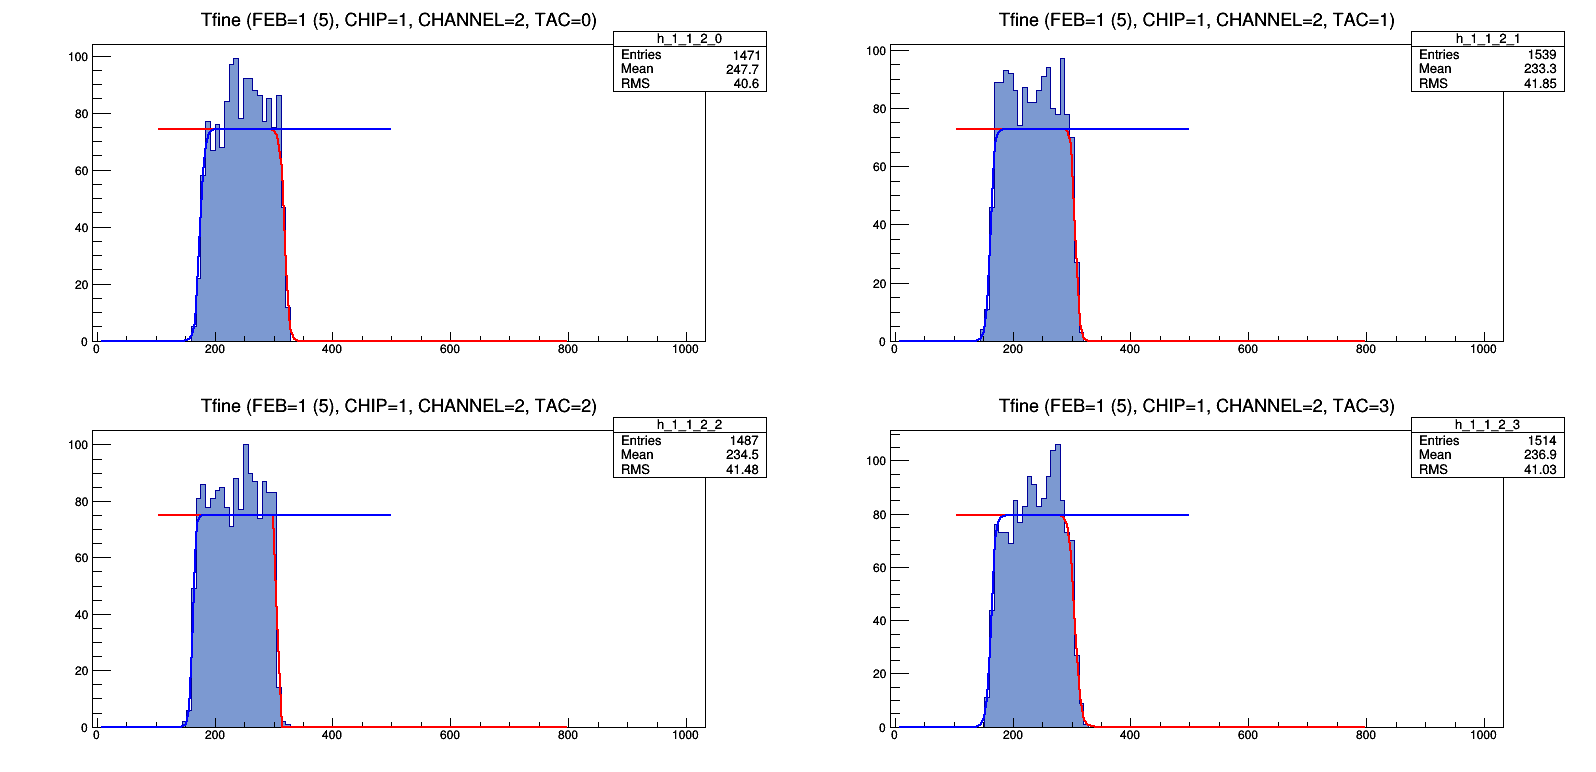 Tfine (FEB=1 (5), CHIP=1, CHANNEL=2, TAC=0)
h_1_1_2_0
Entries 1471
Mean 247.7
RMS 40.6
100
80
60
40
20
0
0 200 400 600 800 1000
Tfine (FEB=1 (5), CHIP=1, CHANNEL=2, TAC=1)
h_1_1_2_1
Entries 1539
Mean 233.3
RMS 41.85
100
80
60
40
20
0
0 200 400 600 800 1000
Tfine (FEB=1 (5), CHIP=1, CHANNEL=2, TAC=2)
h_1_1_2_2
Entries 1487
Mean 234.5
RMS 41.48
100
80
60
40
20
0
0 200 400 600 800 1000
Tfine (FEB=1 (5), CHIP=1, CHANNEL=2, TAC=3)
h_1_1_2_3
Entries 1514
Mean 236.9
RMS 41.03
100
80
60
40
20
0
0 200 400 600 800 1000